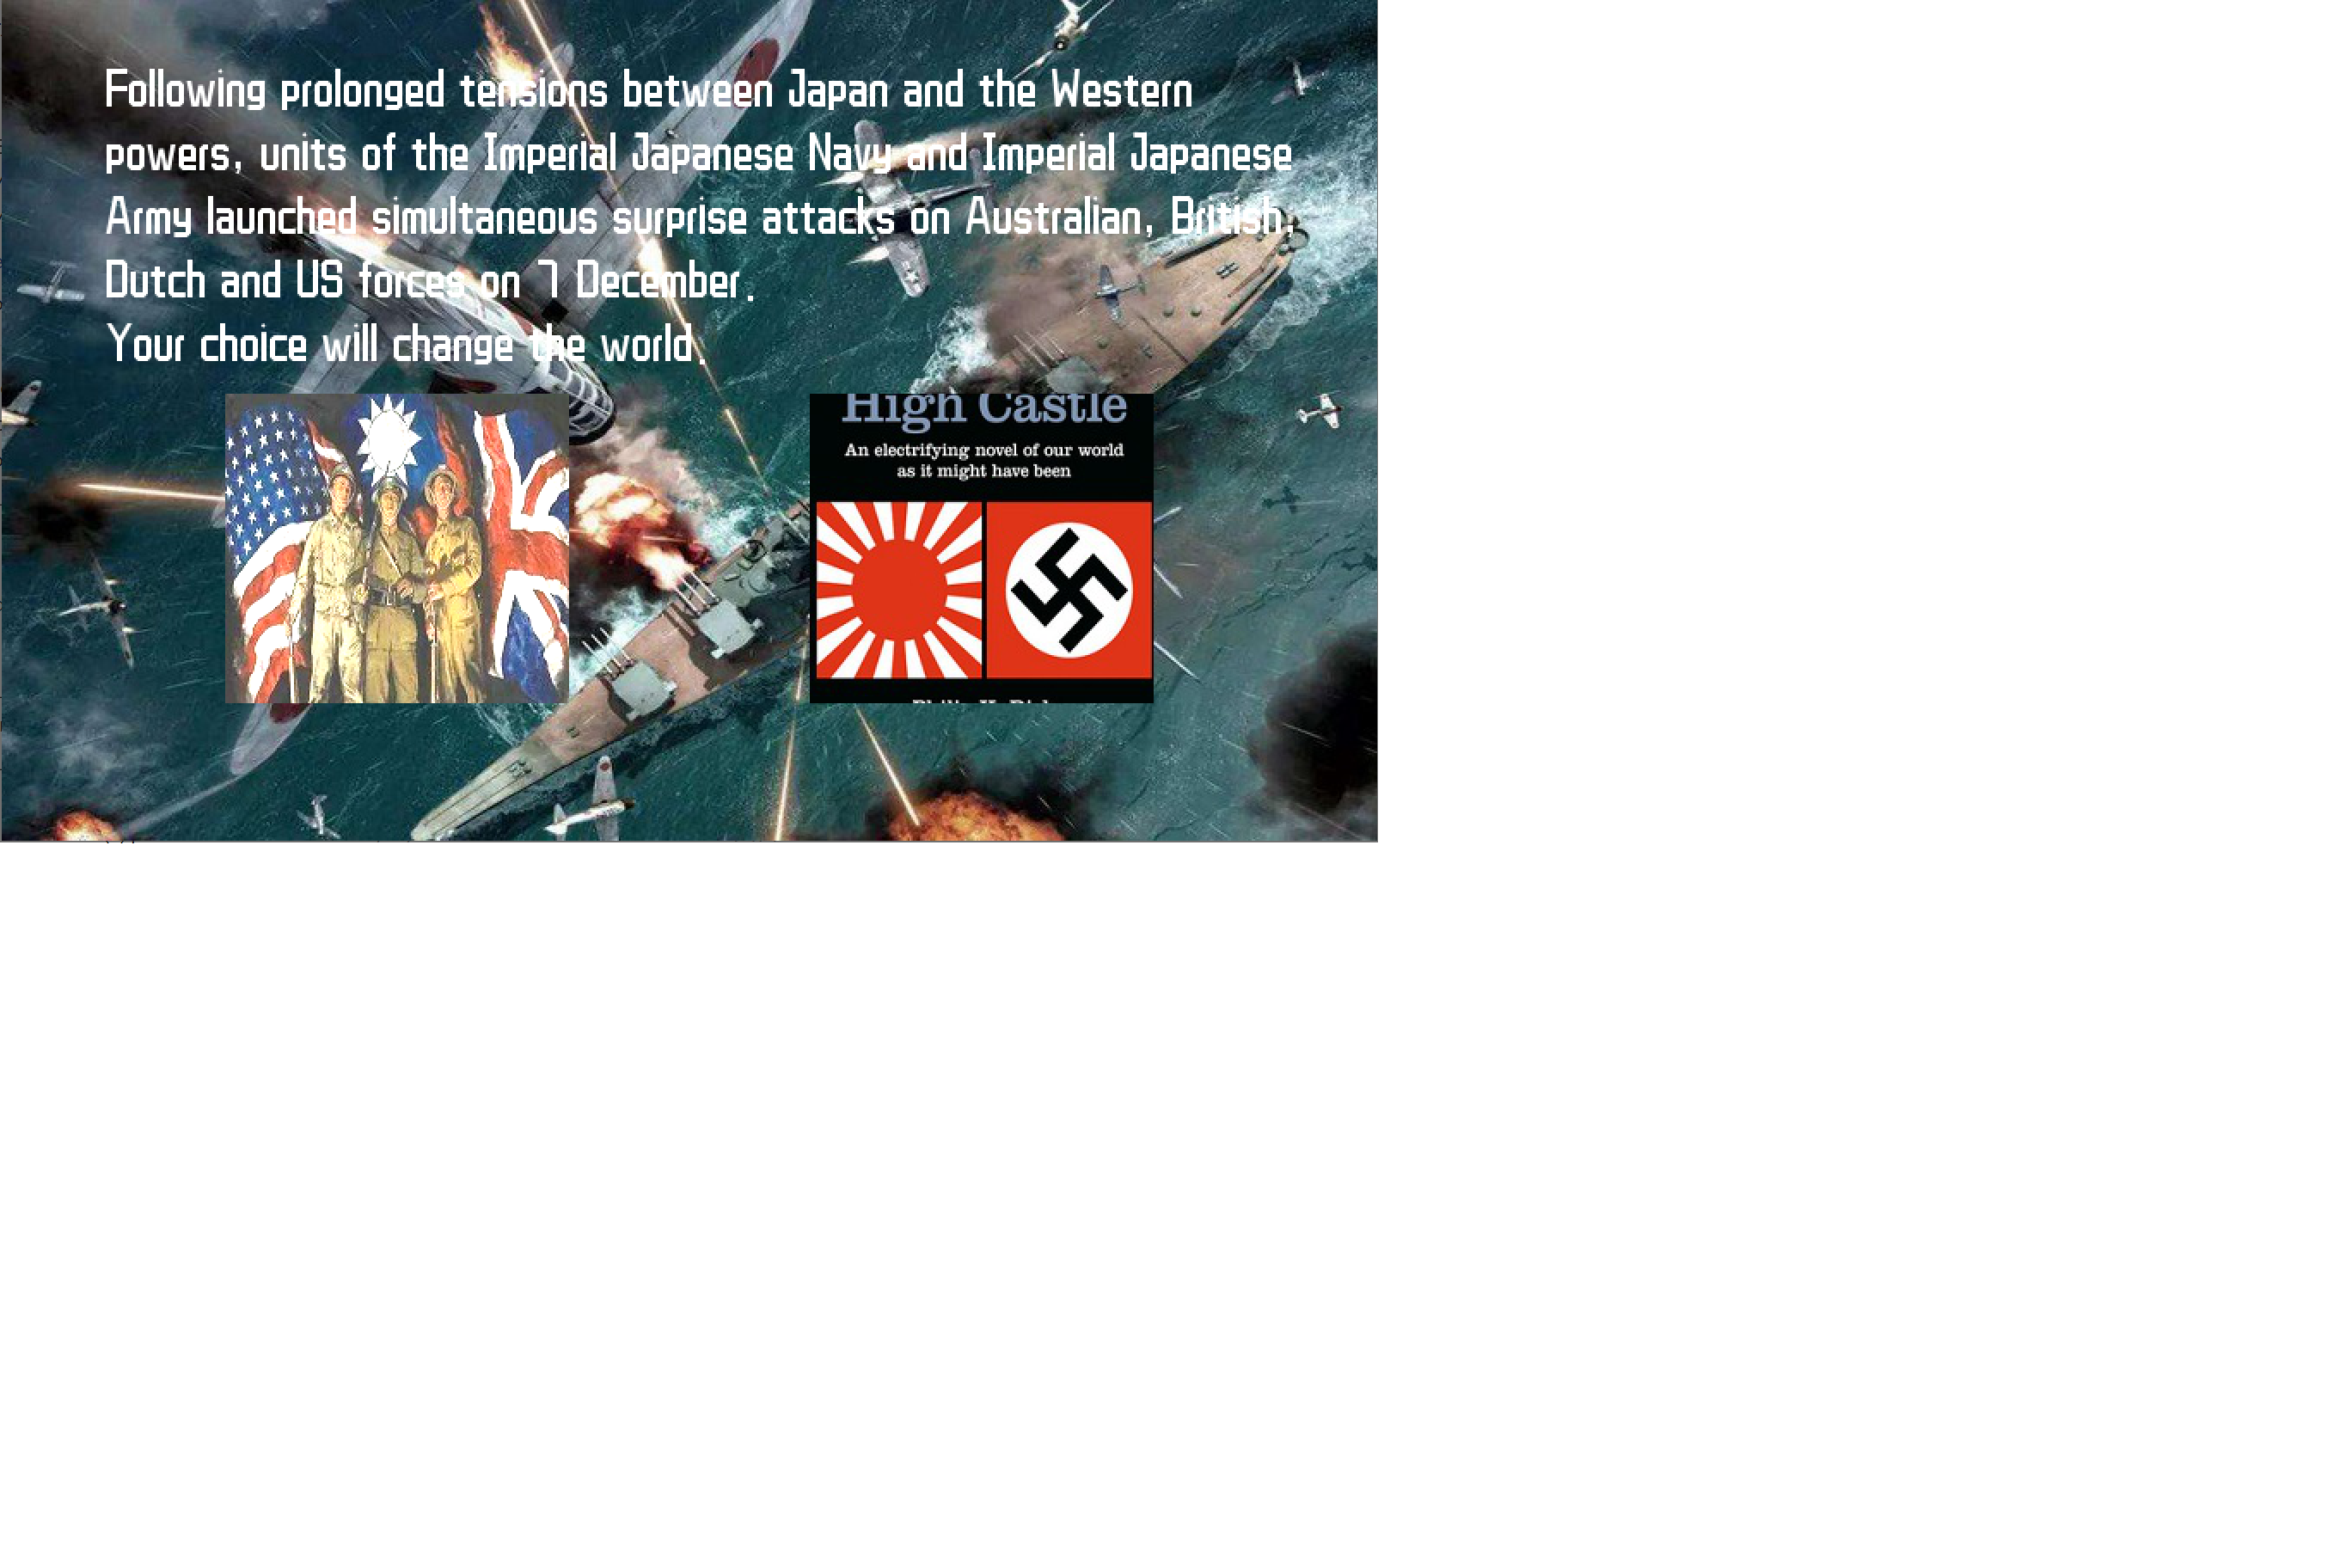 Following prolonged tensions between Japan and the Western
powers, units of the Imperial Japanese Navy and Imperial Japanese
Army launched simultaneous surprise attacks on Australian, British,
Dutch and US forces on 7 December.
Your choice will change the world.
High Castle
An electrifying novel of our world
as it might have been